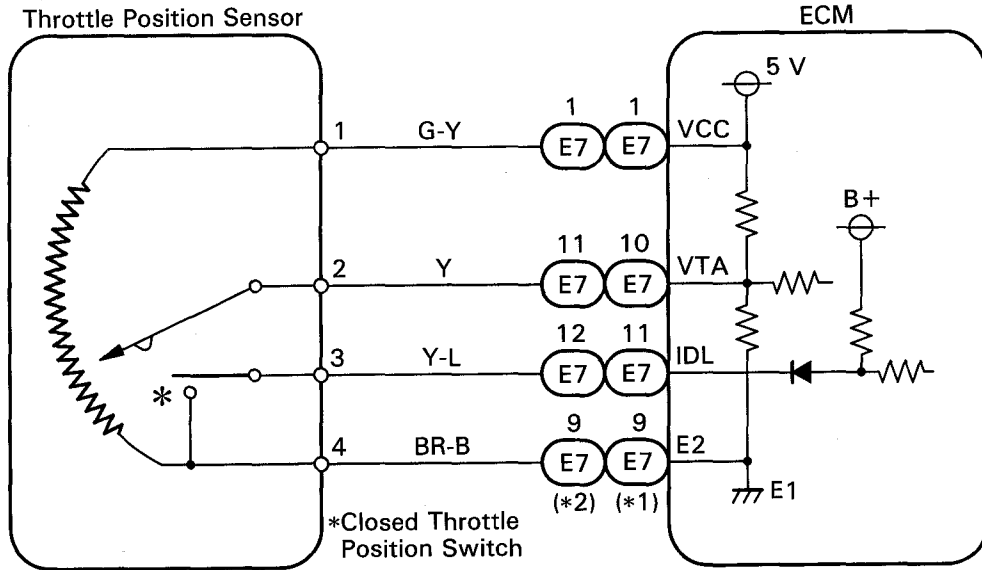 Throttle Position Sensor
ECM
5 V
1 G-Y 1 1 VCC
E7 E7
B+
2 Y 11 10 VTA
E7 E7
3 Y-L 12 11 IDL
E7 E7
*
4 BR-B 9 9 E2
E7 E7
(*2) (*1)
E1
*Closed Throttle
Position Switch